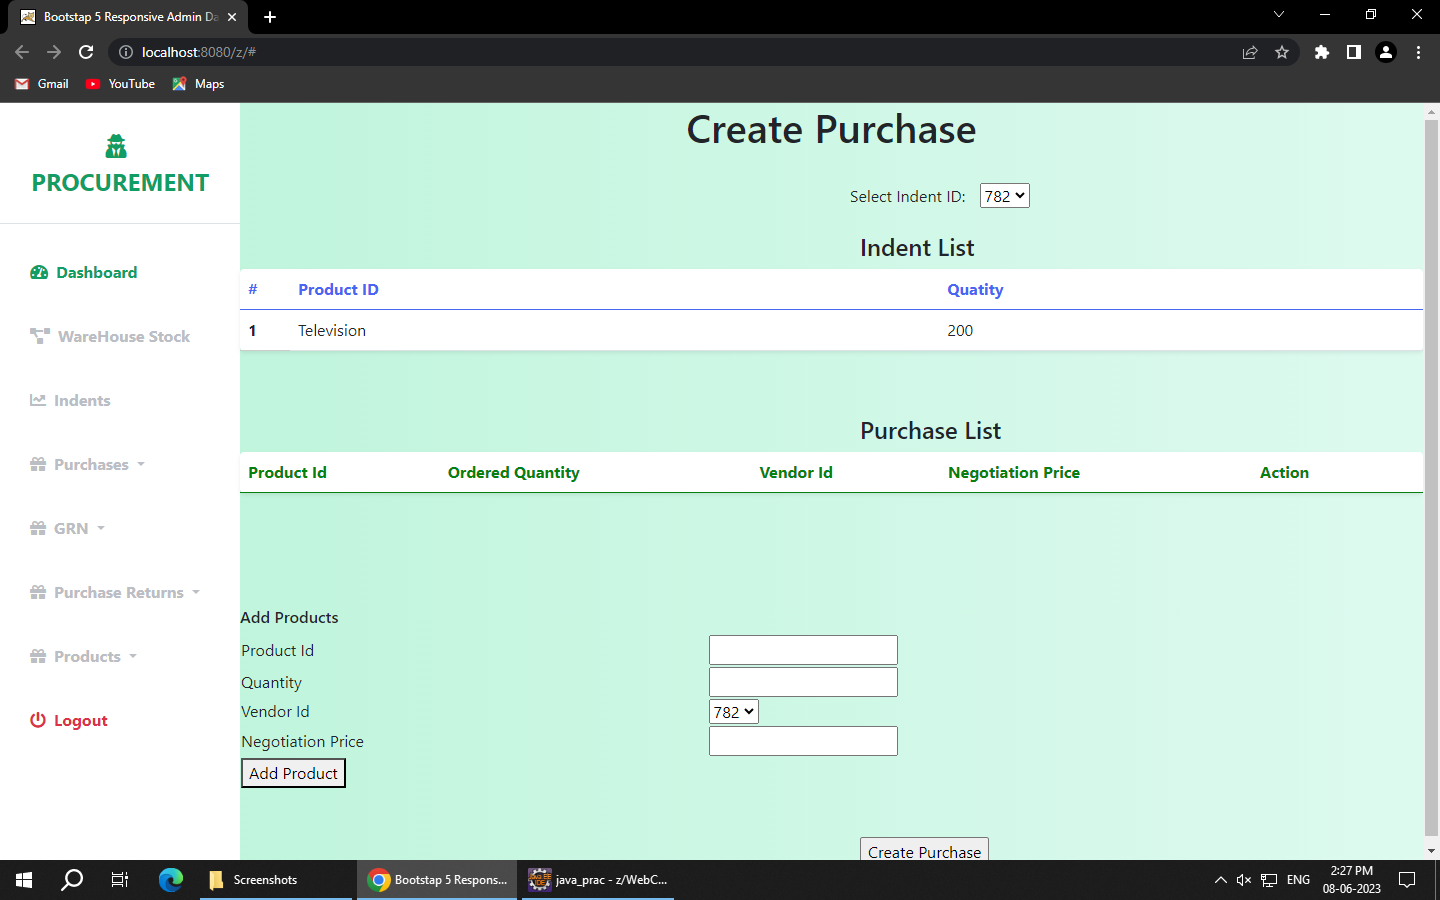 Bootstap 5 Responsive Admin Da
localhost:8080/z/#
Gmail YouTube Maps
PROCUREMENT
Dashboard
WareHouse Stock
Indents
Purchases
GRN
Purchase Returns
Products
Logout
Create Purchase
Select Indent ID: 782
Indent List
# Product ID Quatity
1 Television 200
Purchase List
Product Id Ordered Quantity Vendor Id Negotiation Price Action
Add Products
Product Id
Quantity
Vendor Id 782
Negotiation Price
Add Product
Create Purchase
Screenshots Bootstap 5 Respons... java_prac - z/WebC... ENG 2:27 PM
08-06-2023